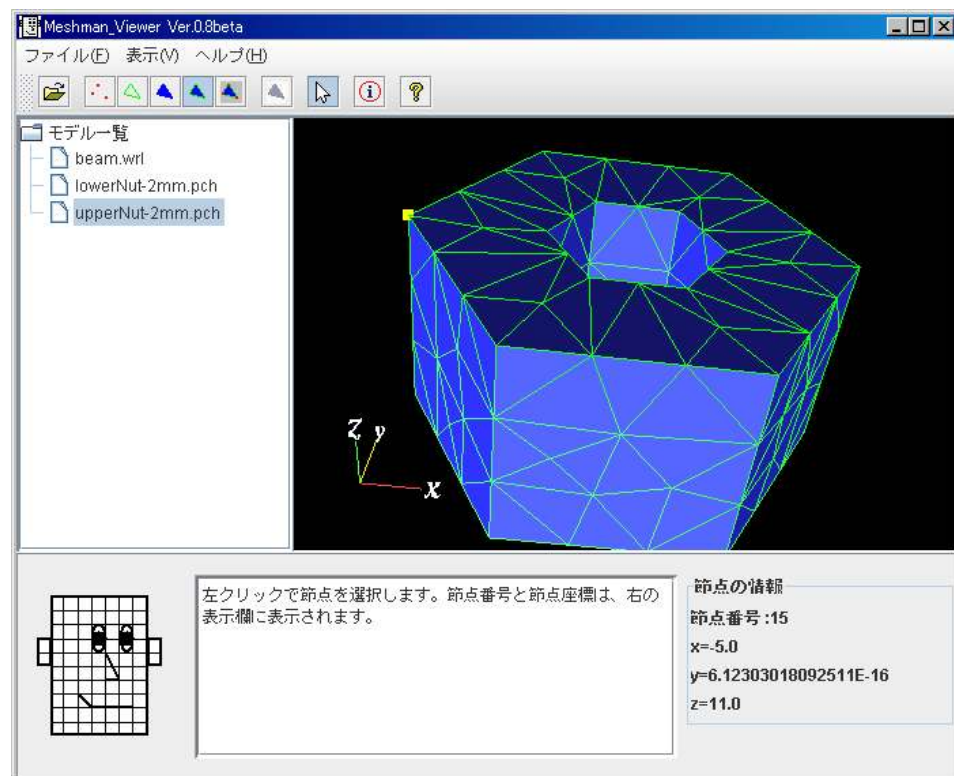 Meshman_Viewer Ver.0.8beta
ファイル(F) 表示(V) ヘルプ(H)
モデル一覧
beam.wrl
lowerNut-2mm.pch
upperNut-2mm.pch
Z
y
X
左クリックで節点を選択します。節点番号と節点座標は、右の
表示欄に表示されます。
節点の情報
節点番号:15
x=-5.0
y=6.12303018092511E-16
z=11.0